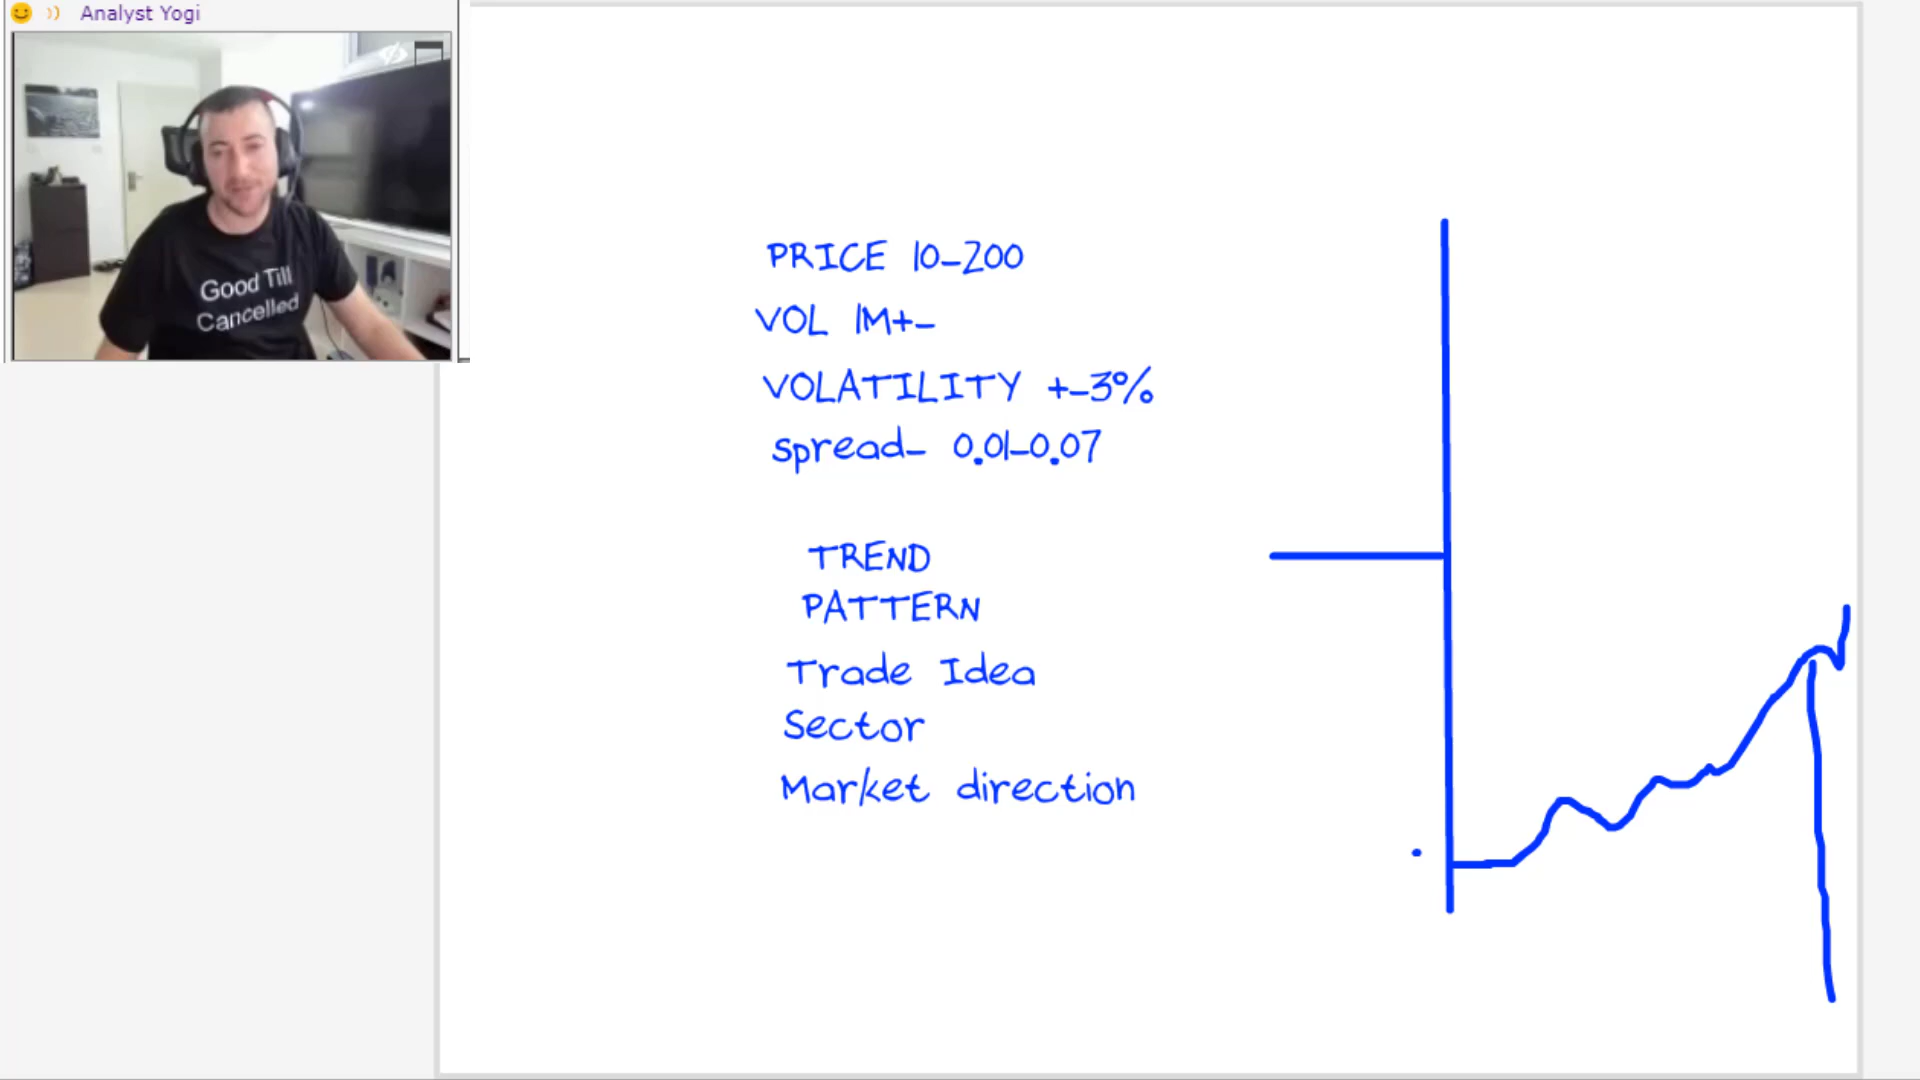 Analyst Yogi
Good Till
Cancelled
PRICE 10-200
VOL 1M+-
VOLATILITY +-3%
spread- 0.01-0.07
TREND
PATTERN
Trade Idea
Sector
Market direction